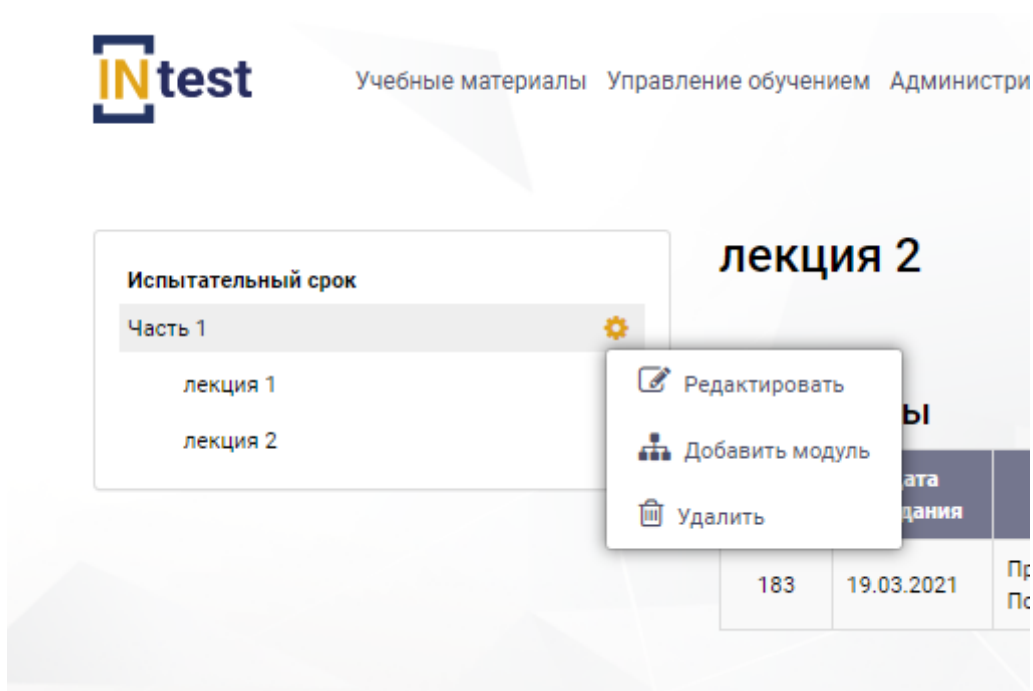 INtest
Учебные материалы Управление обучением
лекция 2
Испытательный срок
Часть 1
лекция 1
лекция 2
Редактировать
Добавить модуль
Удалить
183 19.03.2021